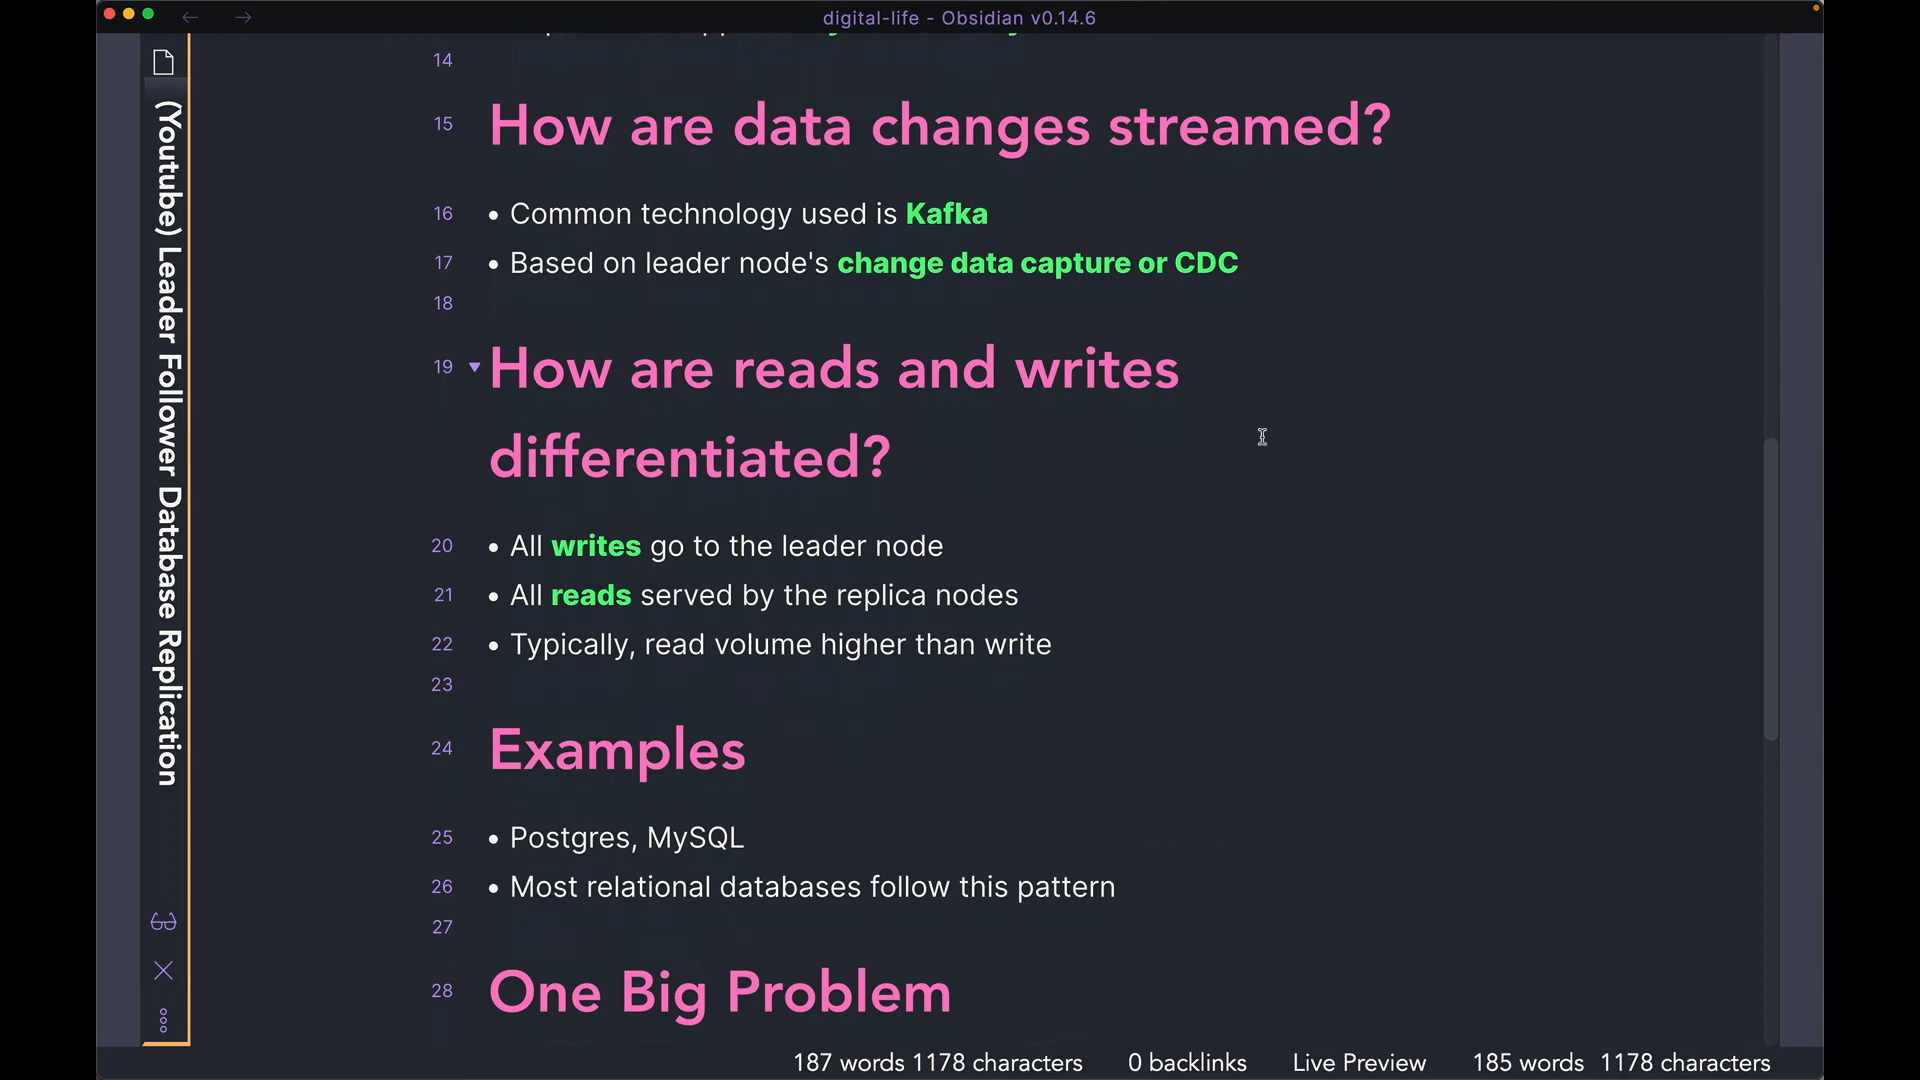 digital-life - Obsidian v0.14.6
(Youtube) Leader Follower Database Replication
14
15 How are data changes streamed?
16 • Common technology used is Kafka
17 • Based on leader node's change data capture or CDC
18
19 How are reads and writes
differentiated?
20 • All writes go to the leader node
21 • All reads served by the replica nodes
22 • Typically, read volume higher than write
23
24 Examples
25 • Postgres, MySQL
26 • Most relational databases follow this pattern
27
28 One Big Problem
187 words 1178 characters 0 backlinks Live Preview 185 words 1178 characters